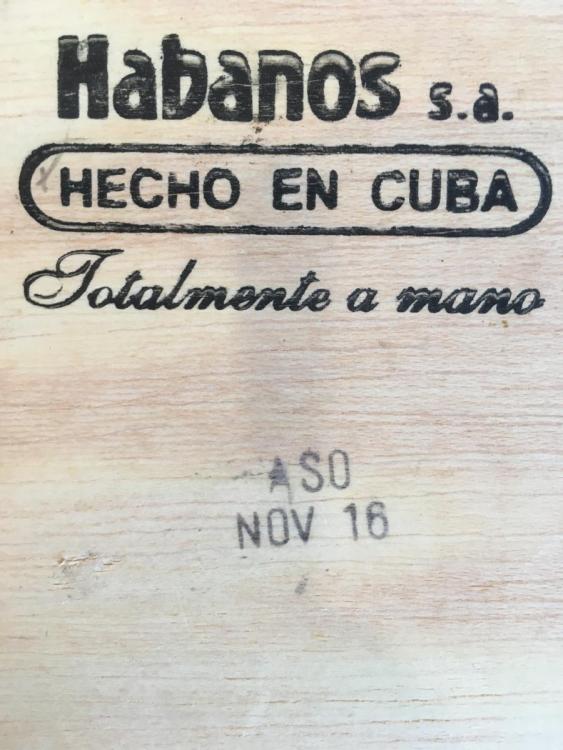 Habanos s.a.
HECHO EN CUBA
Totalmente a mano
ASO
NOV 16